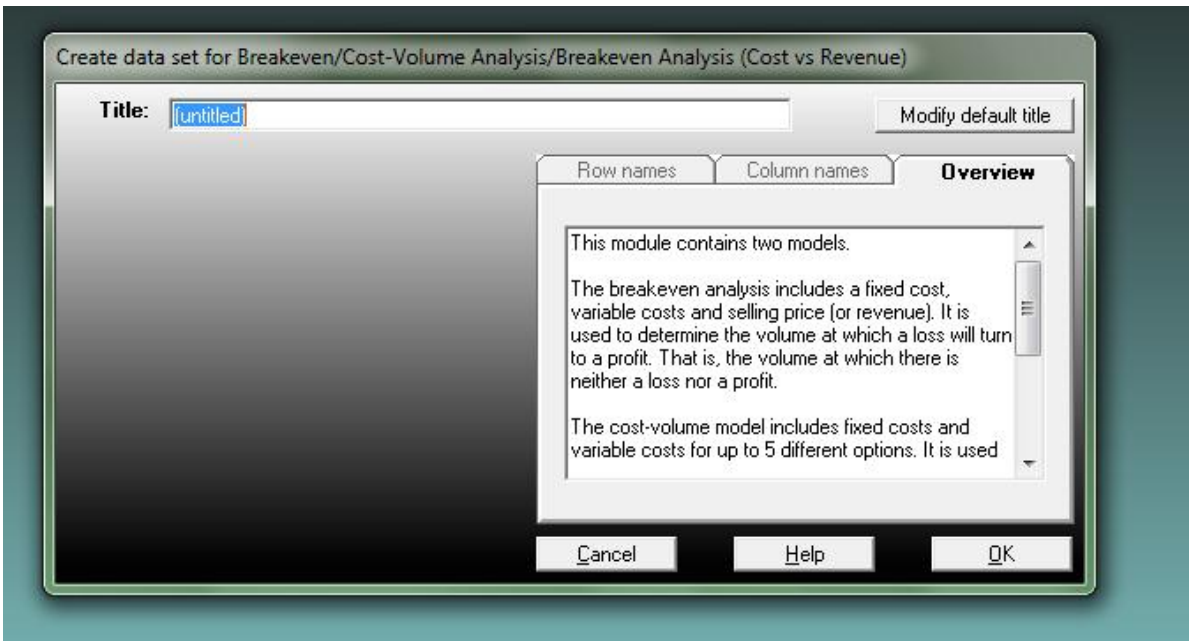 Create data set for Breakeven/Cost-Volume Analysis/Breakeven Analysis (Cost vs Revenue)
Title: (untitled) Modify default title
Row names Column names Overview
This module contains two models.
The breakeven analysis includes a fixed cost,
variable costs and selling price (or revenue). It is
used to determine the volume at which a loss will turn
to a profit. That is, the volume at which there is
neither a loss nor a profit.
The cost-volume model includes fixed costs and
variable costs for up to 5 different options. It is used
Cancel Help OK